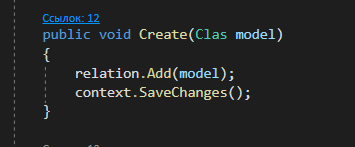 Ссылок: 12
public void Create(Clas model)
{
relation.Add(model);
context.SaveChanges();
}